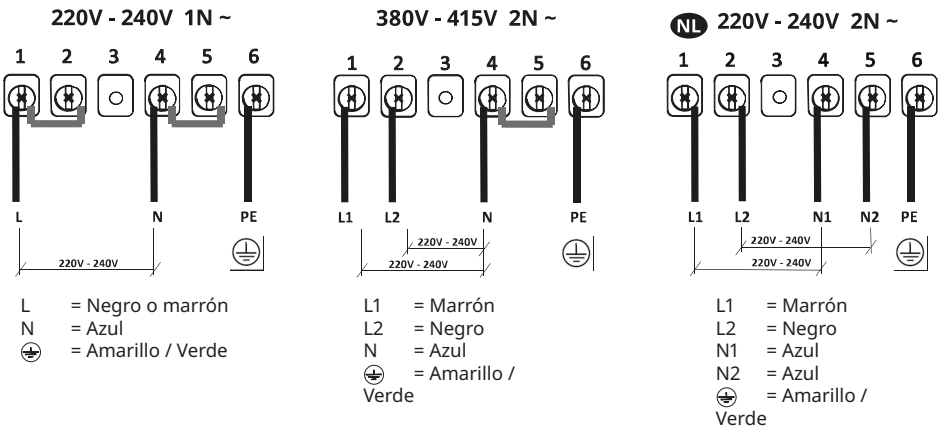 220V - 240V 1N ~
1 2 3 4 5 6
L N PE
220V - 240V
L = Negro o marrón
N = Azul
= Amarillo / Verde
380V - 415V 2N ~
1 2 3 4 5 6
L1 L2 N PE
220V - 240V
220V - 240V
L1 = Marrón
L2 = Negro
N = Azul
= Amarillo /
Verde
NL 220V - 240V 2N ~
1 2 3 4 5 6
L1 L2 N1 N2 PE
220V - 240V
220V - 240V
L1 = Marrón
L2 = Negro
N1 = Azul
N2 = Azul
= Amarillo /
Verde